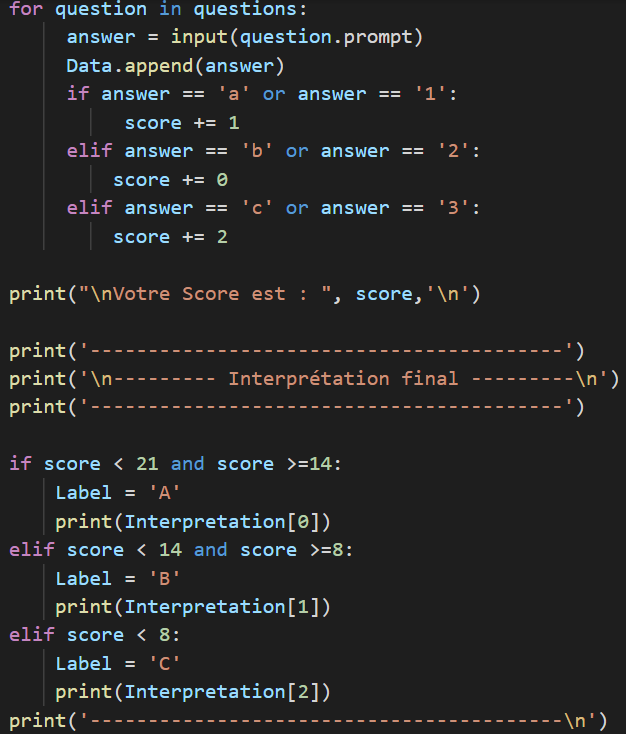 for question in questions:
     answer = input(question.prompt)
     Data.append(answer)
     if answer == 'a' or answer == '1':
          score += 1
     elif answer == 'b' or answer == '2':
         score += 0
     elif answer == 'c' or answer == '3':
         score += 2
print("\nVotre Score est : ", score,'\n')
print('-----------------------------------------')
print('\n--------- Interprétation final ---------\n')
print('-----------------------------------------')
if score < 21 and score >=14:
    Label = 'A'
    print(Interpretation[0])
elif score < 14 and score >=8:
    Label = 'B'
    print(Interpretation[1])
elif score < 8:
    Label = 'C'
    print(Interpretation[2])
print('-----------------------------------------\n')